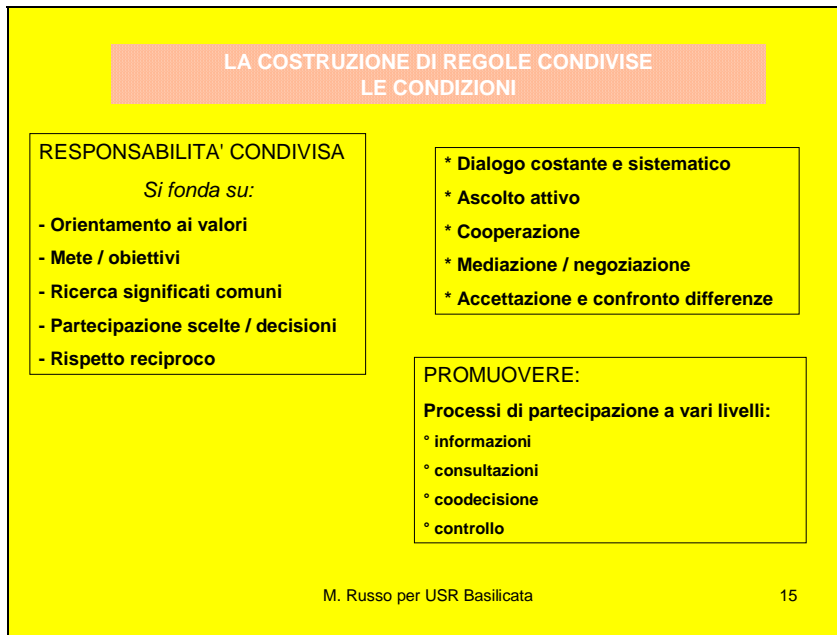 LA COSTRUZIONE DI REGOLE CONDIVISE
LE CONDIZIONI
RESPONSABILITA' CONDIVISA
Si fonda su:
- Orientamento ai valori
- Mete / obiettivi
- Ricerca significati comuni
- Partecipazione scelte / decisioni
- Rispetto reciproco
* Dialogo costante e sistematico
* Ascolto attivo
* Cooperazione
* Mediazione / negoziazione
* Accettazione e confronto differenze
PROMUOVERE:
Processi di partecipazione a vari livelli:
° informazioni
° consultazioni
° coodecisione
° controllo
M. Russo per USR Basilicata
15